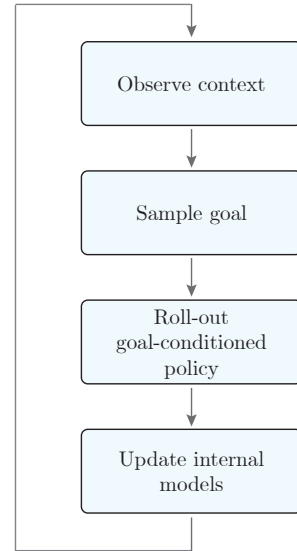 Observe context
Sample goal
Roll-out
goal-conditioned
policy
Update internal
models